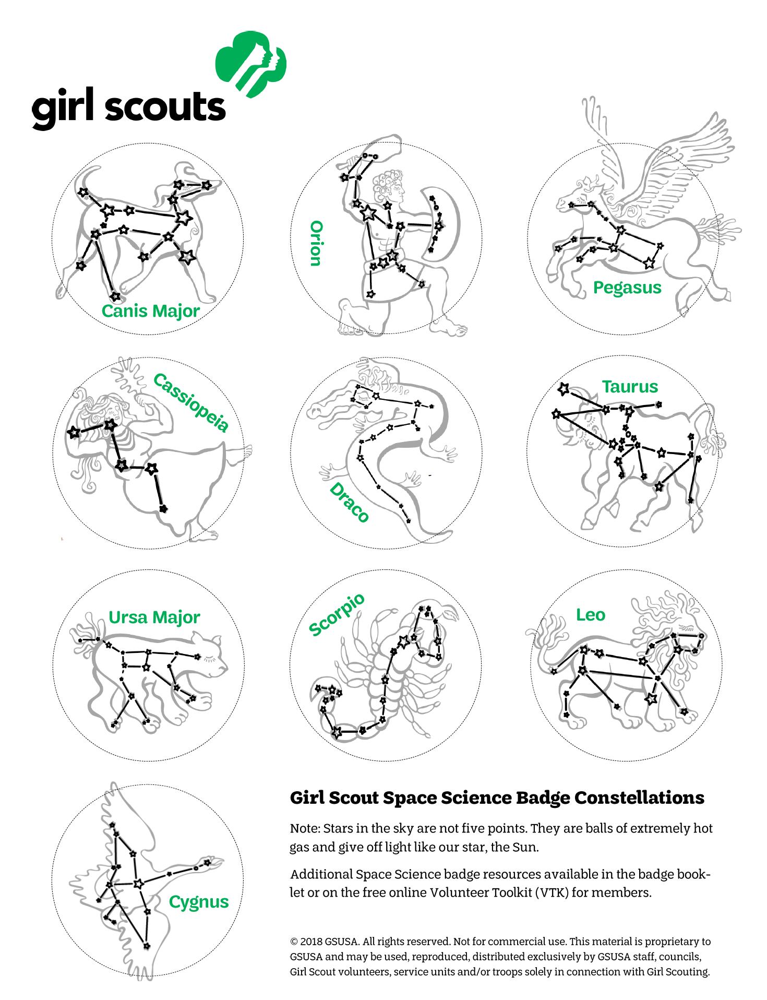 girl scouts
Canis Major
Orion
Pegasus
Cassiopeia
Draco
Taurus
Ursa Major
Scorpio
Leo
Cygnus
Girl Scout Space Science Badge Constellations
Note: Stars in the sky are not five points. They are balls of extremely hot
gas and give off light like our star, the Sun.
Additional Space Science badge resources available in the badge book-
let or on the free online Volunteer Toolkit (VTK) for members.
© 2018 GSUSA. All rights reserved. Not for commercial use. This material is proprietary to
GSUSA and may be used, reproduced, distributed exclusively by GSUSA staff, councils,
Girl Scout volunteers, service units and/or troops solely in connection with Girl Scouting.